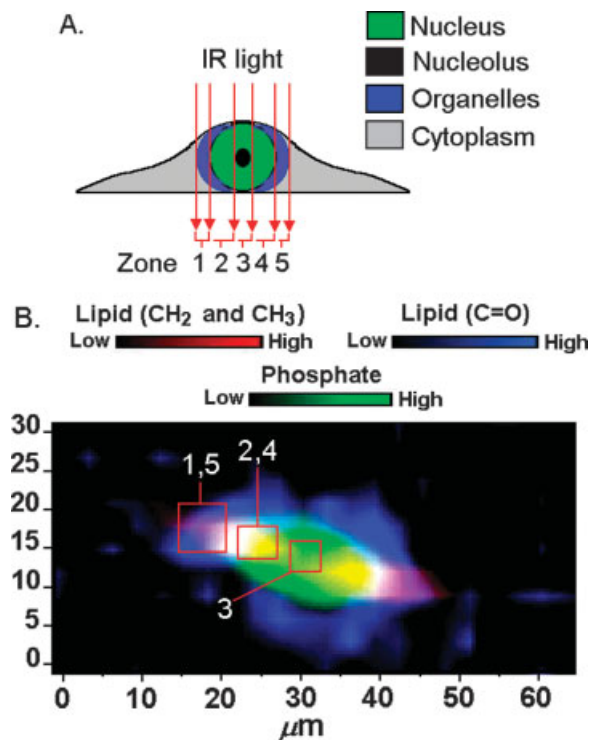 A.
IR light
Nucleus
Nucleolus
Organelles
Cytoplasm
Zone 1 2 3 4 5
B.
Lipid (CH₂ and CH₃)
Low High
Lipid (C=O)
Low High
Phosphate
Low High
30
25
20
15
10
5
0
1,5
2,4
3
0 10 20 30 40 50 60
μm